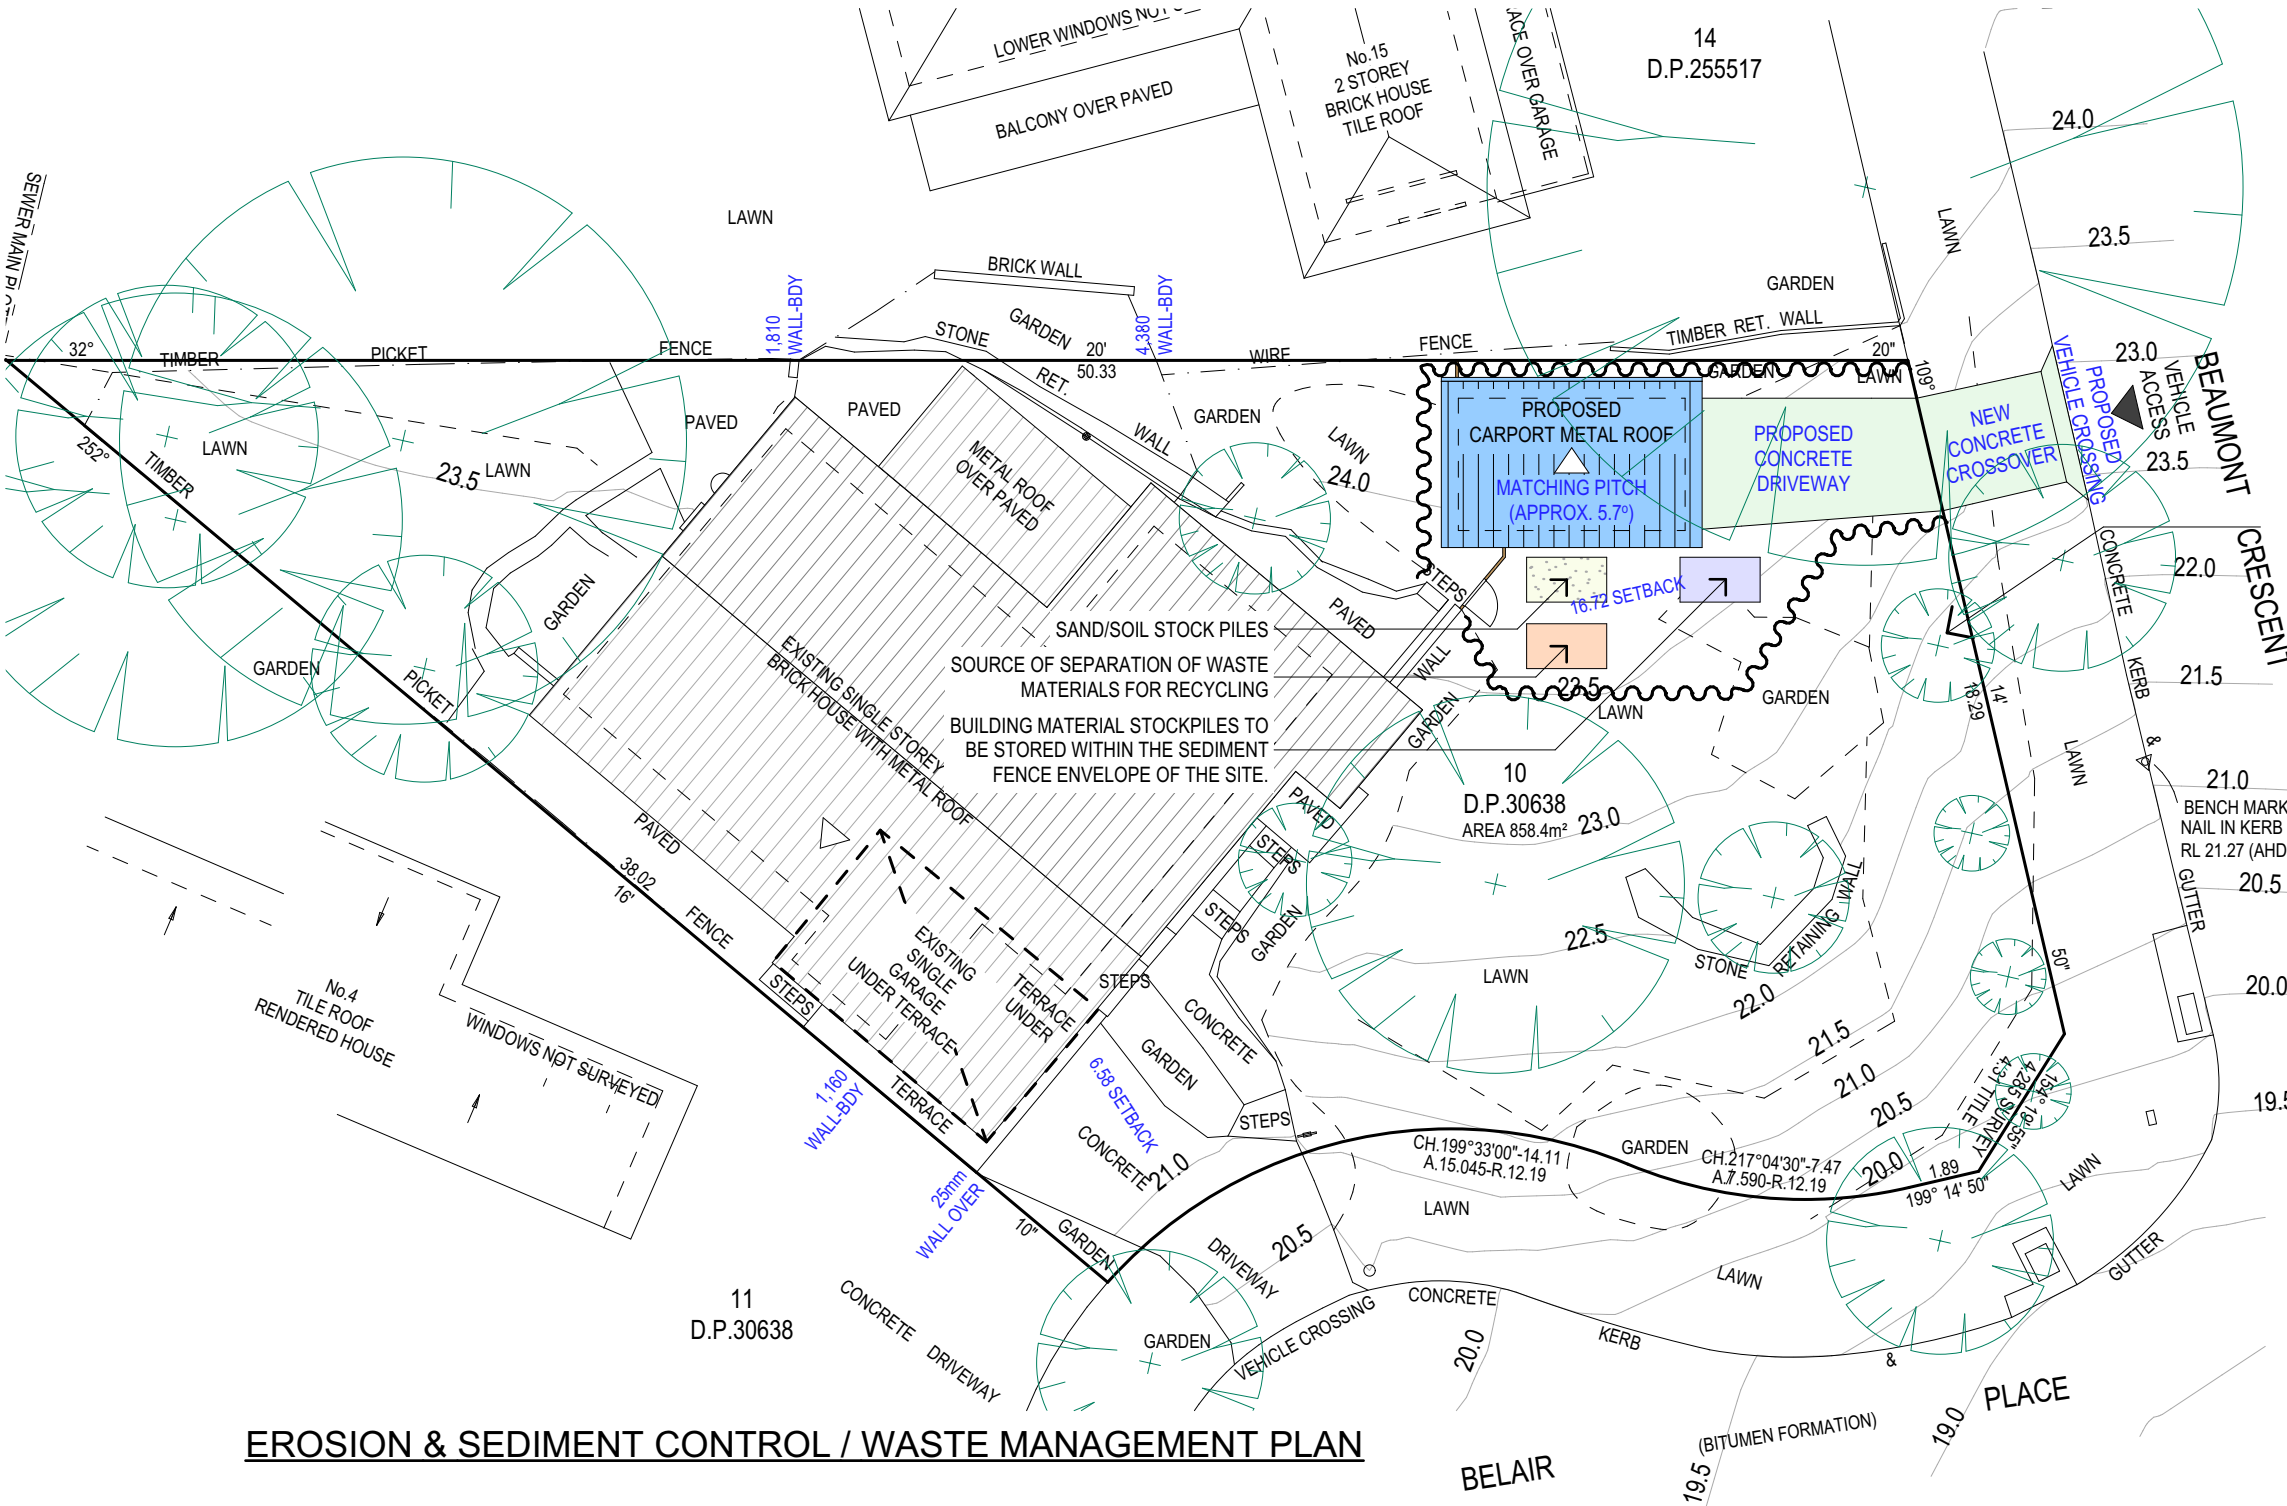 LOWER WINDOWS NOT
BALCONY OVER PAVED
No.15
2 STOREY
BRICK HOUSE
TILE ROOF
ACE OVER GARAGE
14
D.P.255517
24.0
23.5
SEWER MAIN
LAWN
LAWN
BRICK WALL
1,810
WALL-BDY
4,380
WALL-BDY
GARDEN
STONE
RET.
WALL
GARDEN
TIMBER RET. WALL
32°
TIMBER
PICKET
FENCE
20'
50.33
WIRE
FENCE
20"
109°
GARDEN
LAWN
PROPOSED
VEHICLE CROSSING
23.0
VEHICLE
ACCESS
BEAUMONT
CRESCENT
252°
TIMBER
LAWN
23.5
LAWN
PAVED
PAVED
METAL ROOF
OVER PAVED
GARDEN
LAWN
24.0
PROPOSED
CARPORT METAL ROOF
MATCHING PITCH
(APPROX. 5.7º)
PROPOSED
CONCRETE
DRIVEWAY
NEW
CONCRETE
CROSSOVER
23.5
CONCRETE
22.0
KERB
21.5
&
21.0
BENCH MARK
NAIL IN KERB
RL 21.27 (AHD
GUTTER
20.5
20.0
19.5
GARDEN
GARDEN
PICKET
EXISTING SINGLE STOREY
BRICK HOUSE WITH METAL ROOF
STEPS
PAVED
WALL
16.72 SETBACK
SAND/SOIL STOCK PILES
SOURCE OF SEPARATION OF WASTE
MATERIALS FOR RECYCLING
BUILDING MATERIAL STOCKPILES TO
BE STORED WITHIN THE SEDIMENT
FENCE ENVELOPE OF THE SITE.
23.5
LAWN
GARDEN
GARDEN
18.29
14'
LAWN
10
D.P.30638
AREA 858.4m²
23.0
PAVED
STEPS
STEPS
GARDEN
22.5
LAWN
STONE
RETAINING WALL
22.0
21.5
21.0
20.5
20.0
50"
PAVED
38.02
16'
FENCE
STEPS
EXISTING
SINGLE
GARAGE
UNDER TERRACE
TERRACE
UNDER
STEPS
CONCRETE
GARDEN
STEPS
No.4
TILE ROOF
RENDERED HOUSE
WINDOWS NOT SURVEYED
1,160
WALL-BDY
TERRACE
6.58 SETBACK
CONCRETE
21.0
25mm
WALL OVER
10"
GARDEN
CH.199°33'00"-14.11
A.15.045-R.12.19
GARDEN
CH.217°04'30"-7.47
A.7.590-R.12.19
1.89
199° 14' 50"
154° 19' 55"
4.285 SURVEY
4.31 TITLE
LAWN
LAWN
DRIVEWAY
20.5
LAWN
GUTTER
11
D.P.30638
CONCRETE
DRIVEWAY
GARDEN
VEHICLE CROSSING
CONCRETE
KERB
&
20.0
19.5
19.0
(BITUMEN FORMATION)
BELAIR
PLACE
EROSION & SEDIMENT CONTROL / WASTE MANAGEMENT PLAN